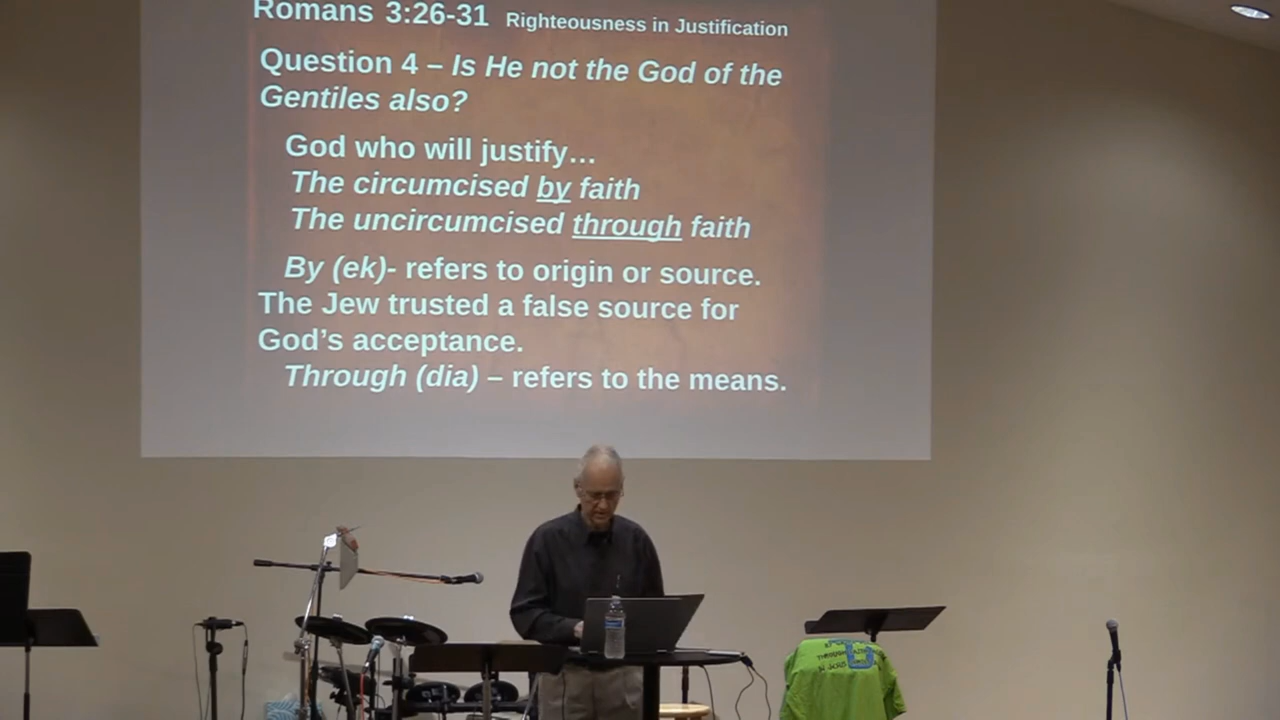 Romans 3:26-31 Righteousness in Justification
Question 4 – Is He not the God of the
Gentiles also?
God who will justify…
The circumcised by faith
The uncircumcised through faith
By (ek)- refers to origin or source.
The Jew trusted a false source for
God’s acceptance.
Through (dia) – refers to the means.